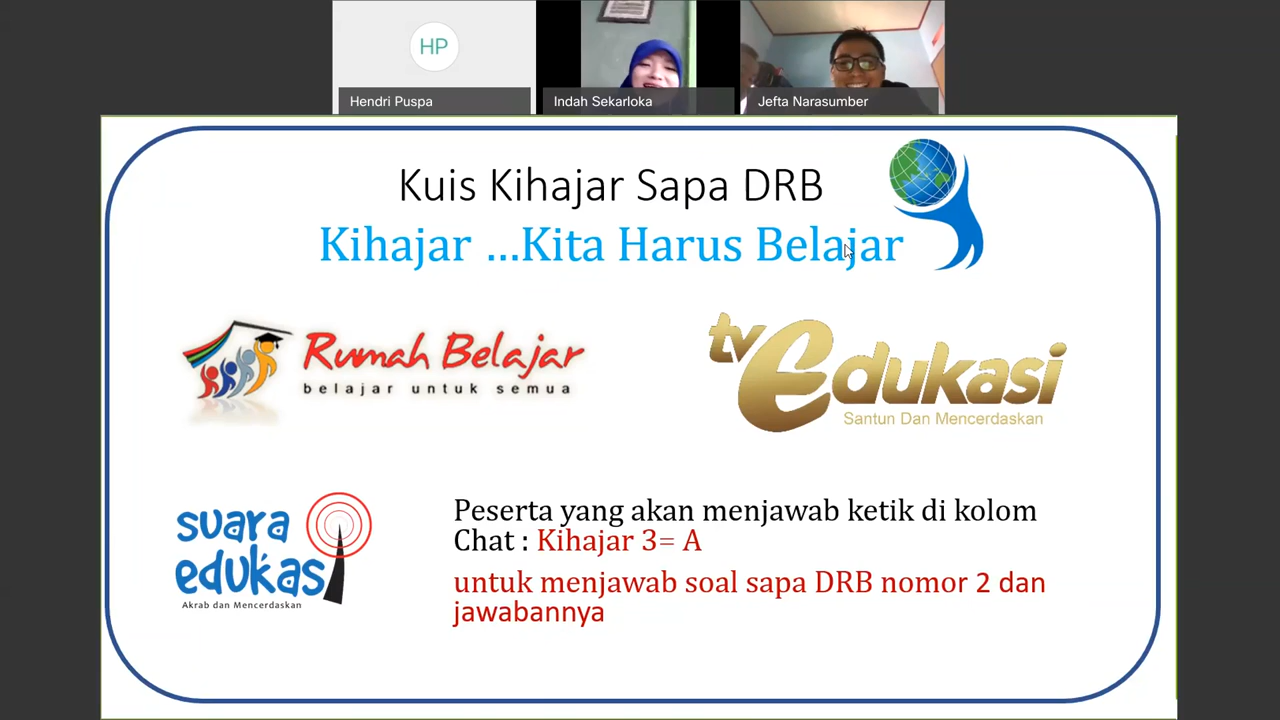 HP
Hendri Puspa
Indah Sekarloka
Jefta Narasumber
Kuis Kihajar Sapa DRB
Kihajar ...Kita Harus Belajar
Rumah Belajar
belajar untuk semua
tv Edukasi
Santun Dan Mencerdaskan
suara
edukasi
Akrab dan Mencerdaskan
Peserta yang akan menjawab ketik di kolom
Chat : Kihajar 3= A
untuk menjawab soal sapa DRB nomor 2 dan
jawabannya